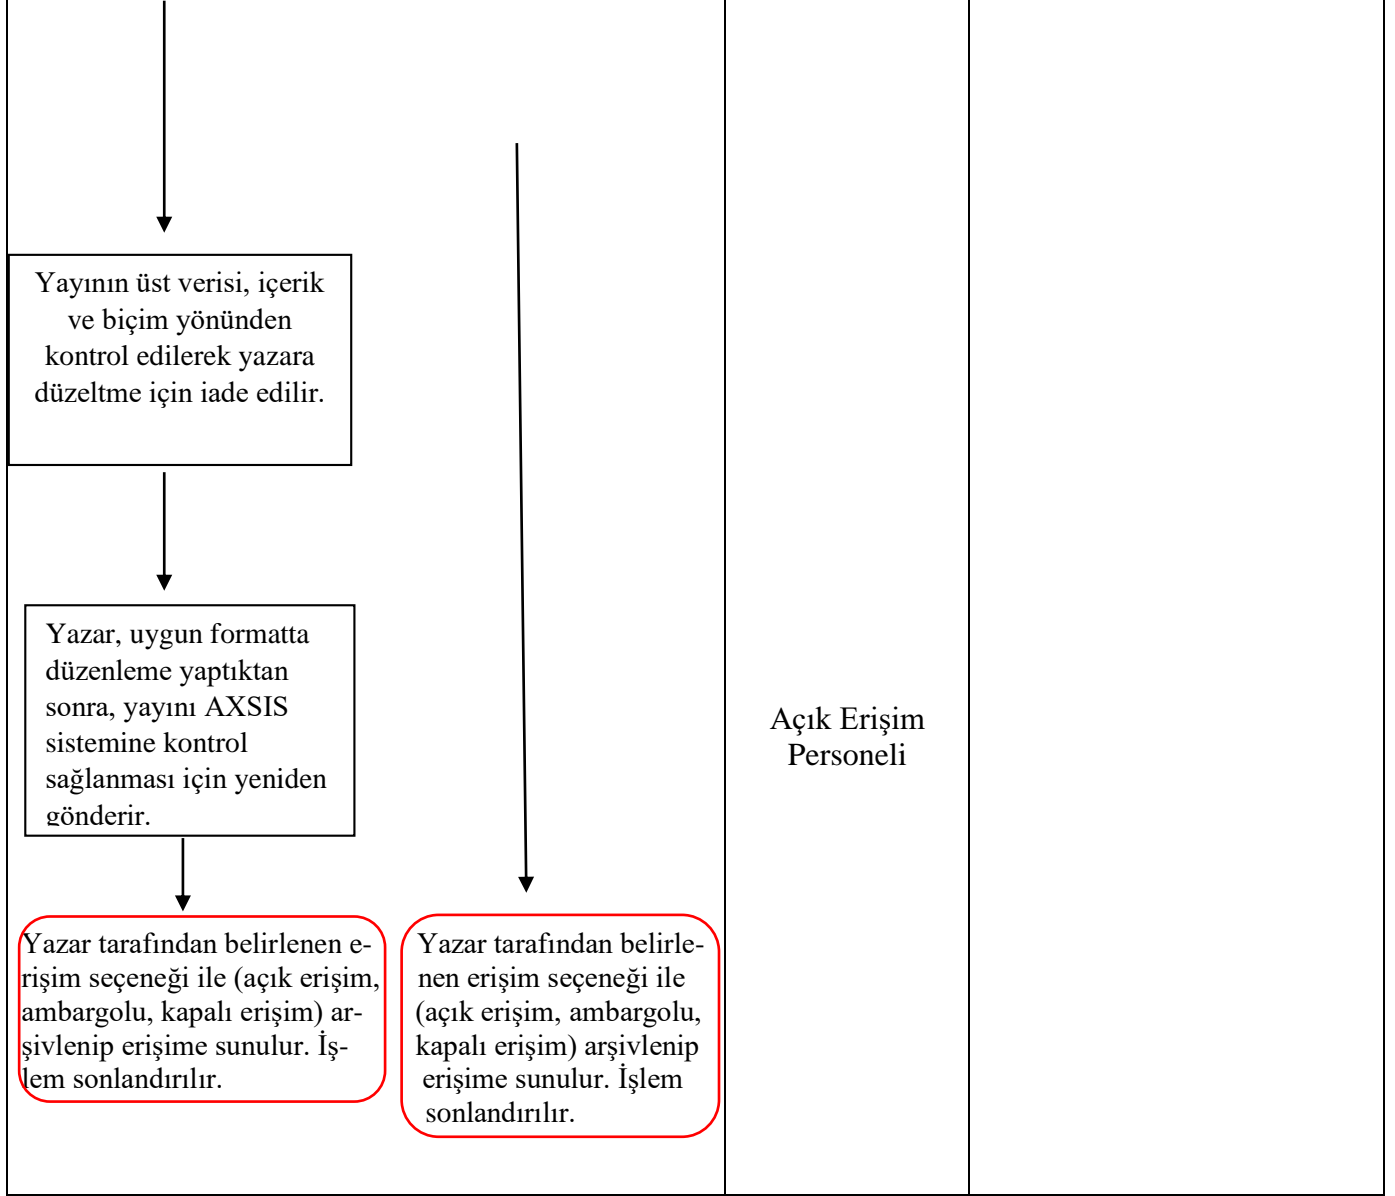 Yayının üst verisi, içerik
ve biçim yönünden
kontrol edilerek yazara
düzeltme için iade edilir.
Yazar, uygun formatta
düzenleme yaptıktan
sonra, yayını AXSIS
sistemine kontrol
sağlanması için yeniden
gönderir.
Yazar tarafından belirlenen e-
rişim seçeneği ile (açık erişim,
ambargolu, kapalı erişim) ar-
şivlenip erişime sunulur. İş-
lem sonlandırılır.
Yazar tarafından belirle-
nen erişim seçeneği ile
(açık erişim, ambargolu,
kapalı erişim) arşivlenip
erişime sunulur. İşlem
sonlandırılır.
Açık Erişim
Personeli